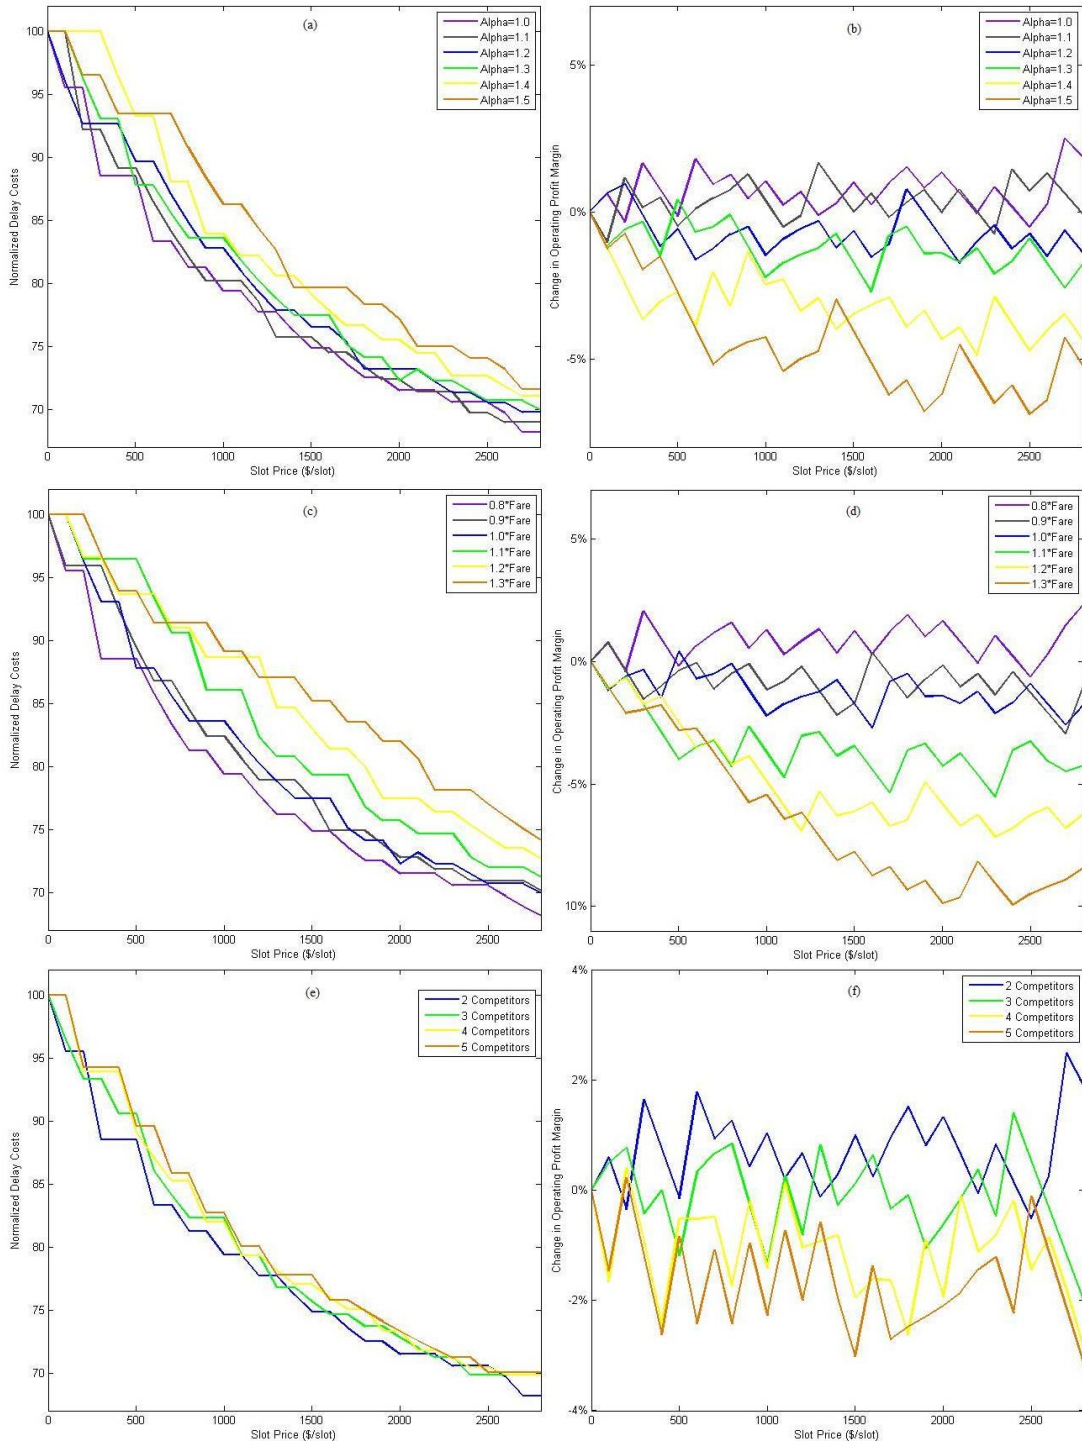 (a)
Normalized Delay Costs
100
95
90
85
80
75
70
0 500 1000 1500 2000 2500
Slot Price ($/slot)
Alpha=1.0
Alpha=1.1
Alpha=1.2
Alpha=1.3
Alpha=1.4
Alpha=1.5
(b)
Change in Operating Profit Margin
5%
0%
-5%
0 500 1000 1500 2000 2500
Slot Price ($/slot)
Alpha=1.0
Alpha=1.1
Alpha=1.2
Alpha=1.3
Alpha=1.4
Alpha=1.5
(c)
Normalized Delay Costs
100
95
90
85
80
75
70
0 500 1000 1500 2000 2500
Slot Price ($/slot)
0.8*Fare
0.9*Fare
1.0*Fare
1.1*Fare
1.2*Fare
1.3*Fare
(d)
Change in Operating Profit Margin
5%
0%
-5%
10%
0 500 1000 1500 2000 2500
Slot Price ($/slot)
0.8*Fare
0.9*Fare
1.0*Fare
1.1*Fare
1.2*Fare
1.3*Fare
(e)
Normalized Delay Costs
100
95
90
85
80
75
70
0 500 1000 1500 2000 2500
Slot Price ($/slot)
2 Competitors
3 Competitors
4 Competitors
5 Competitors
(f)
Change in Operating Profit Margin
4%
2%
0%
-2%
-4%
0 500 1000 1500 2000 2500
Slot Price ($/slot)
2 Competitors
3 Competitors
4 Competitors
5 Competitors